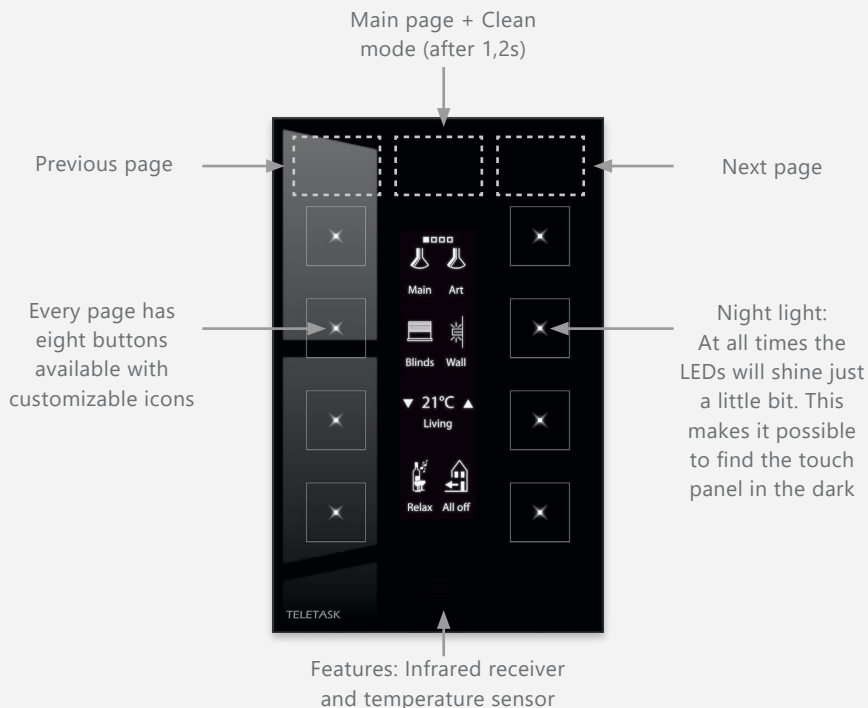 Main page + Clean
mode (after 1,2s)
Previous page
Next page
Main Art
Every page has
eight buttons
available with
customizable icons
Blinds Wall
Night light:
At all times the
LEDs will shine just
a little bit. This
makes it possible
to find the touch
panel in the dark
▼ 21°C ▲
Living
Relax All off
TELETASK
Features: Infrared receiver
and temperature sensor